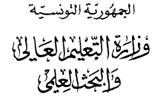 الجمهورية التونسية
وزارة التعليم العالي
والبحث العلمي